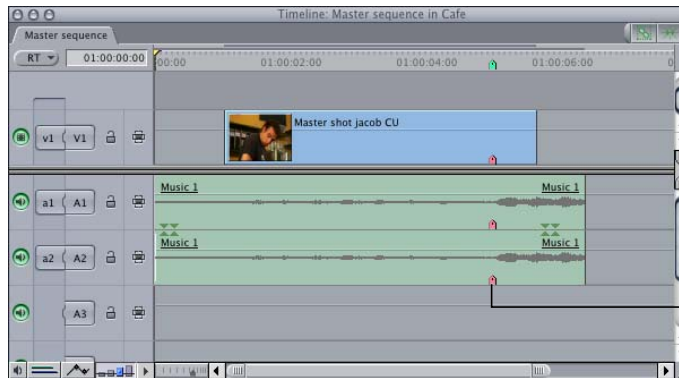 Timeline: Master sequence in Cafe
Master sequence
RT 01:00:00:00 00:00 01:00:02:00 01:00:04:00 01:00:06:00 0
v1 V1 Master shot jacob CU
a1 A1 Music 1 Music 1
a2 A2 Music 1 Music 1
A3